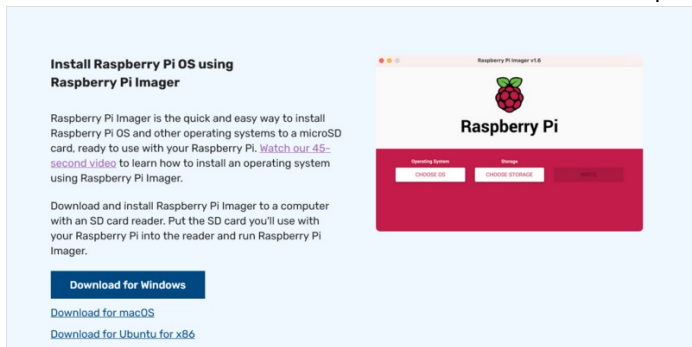 Install Raspberry Pi OS using
Raspberry Pi Imager
Raspberry Pi Imager is the quick and easy way to install
Raspberry Pi OS and other operating systems to a microSD
card, ready to use with your Raspberry Pi. Watch our 45-
second video to learn how to install an operating system
using Raspberry Pi Imager.
Download and install Raspberry Pi Imager to a computer
with an SD card reader. Put the SD card you'll use with
your Raspberry Pi into the reader and run Raspberry Pi
Imager.
Download for Windows
Download for macOS
Download for Ubuntu for x86
Raspberry Pi Imager v1.6
Raspberry Pi
Operating System
Storage
CHOOSE OS
CHOOSE STORAGE
WRITE